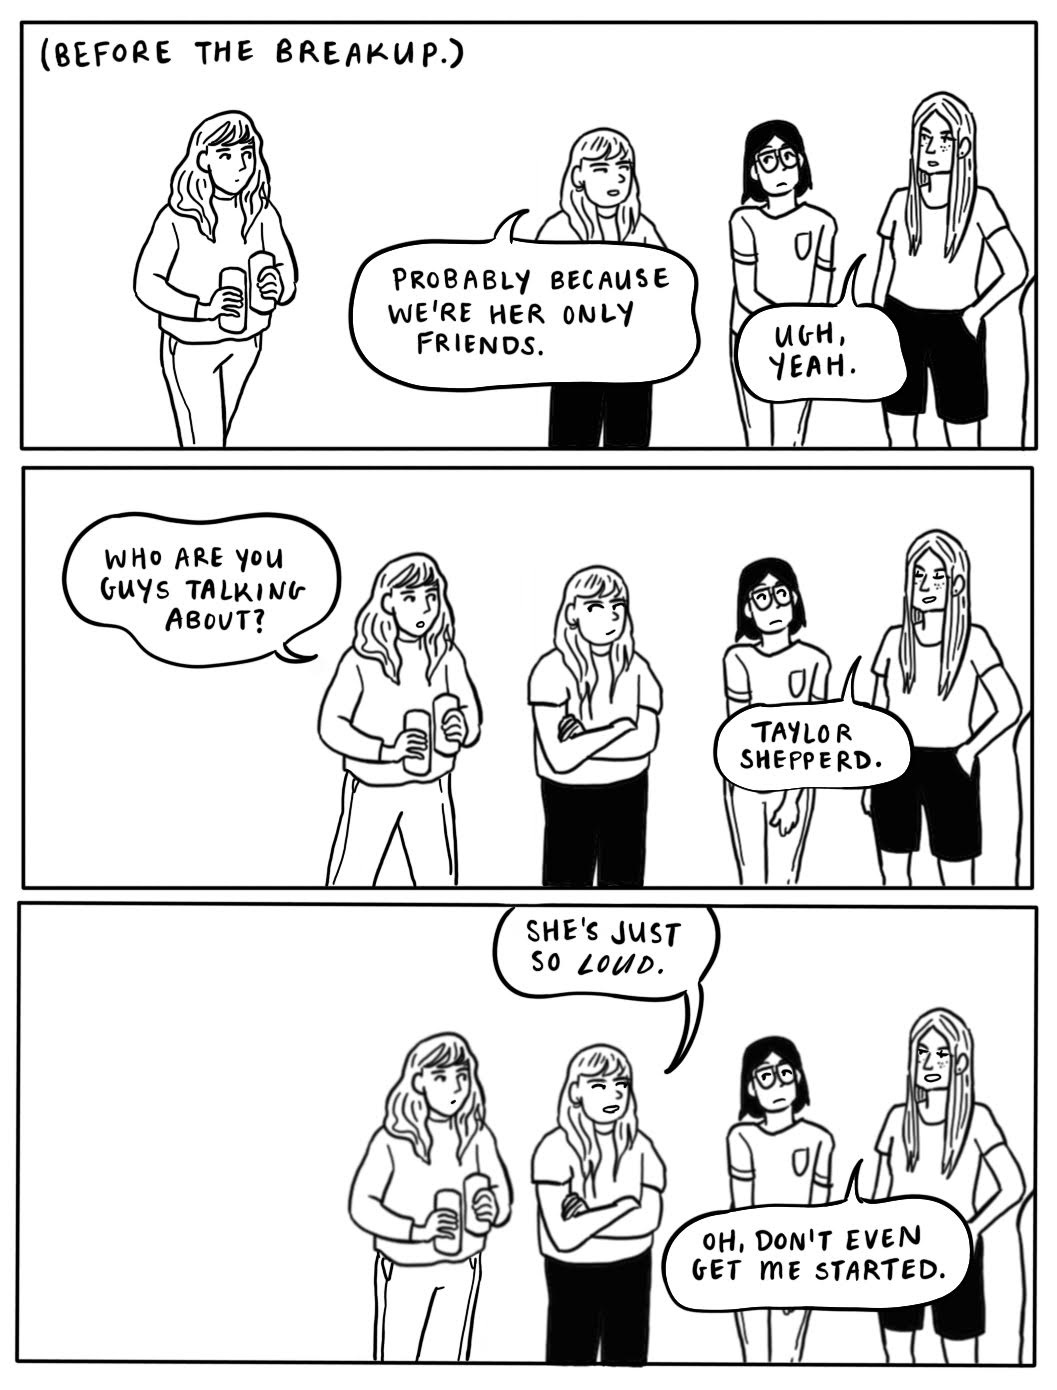 (BEFORE THE BREAKUP.)
PROBABLY BECAUSE
WE'RE HER ONLY
FRIENDS.
UGH,
YEAH.
WHO ARE YOU
GUYS TALKING
ABOUT?
TAYLOR
SHEPPERD.
SHE'S JUST
SO LOUD.
OH, DON'T EVEN
GET ME STARTED.